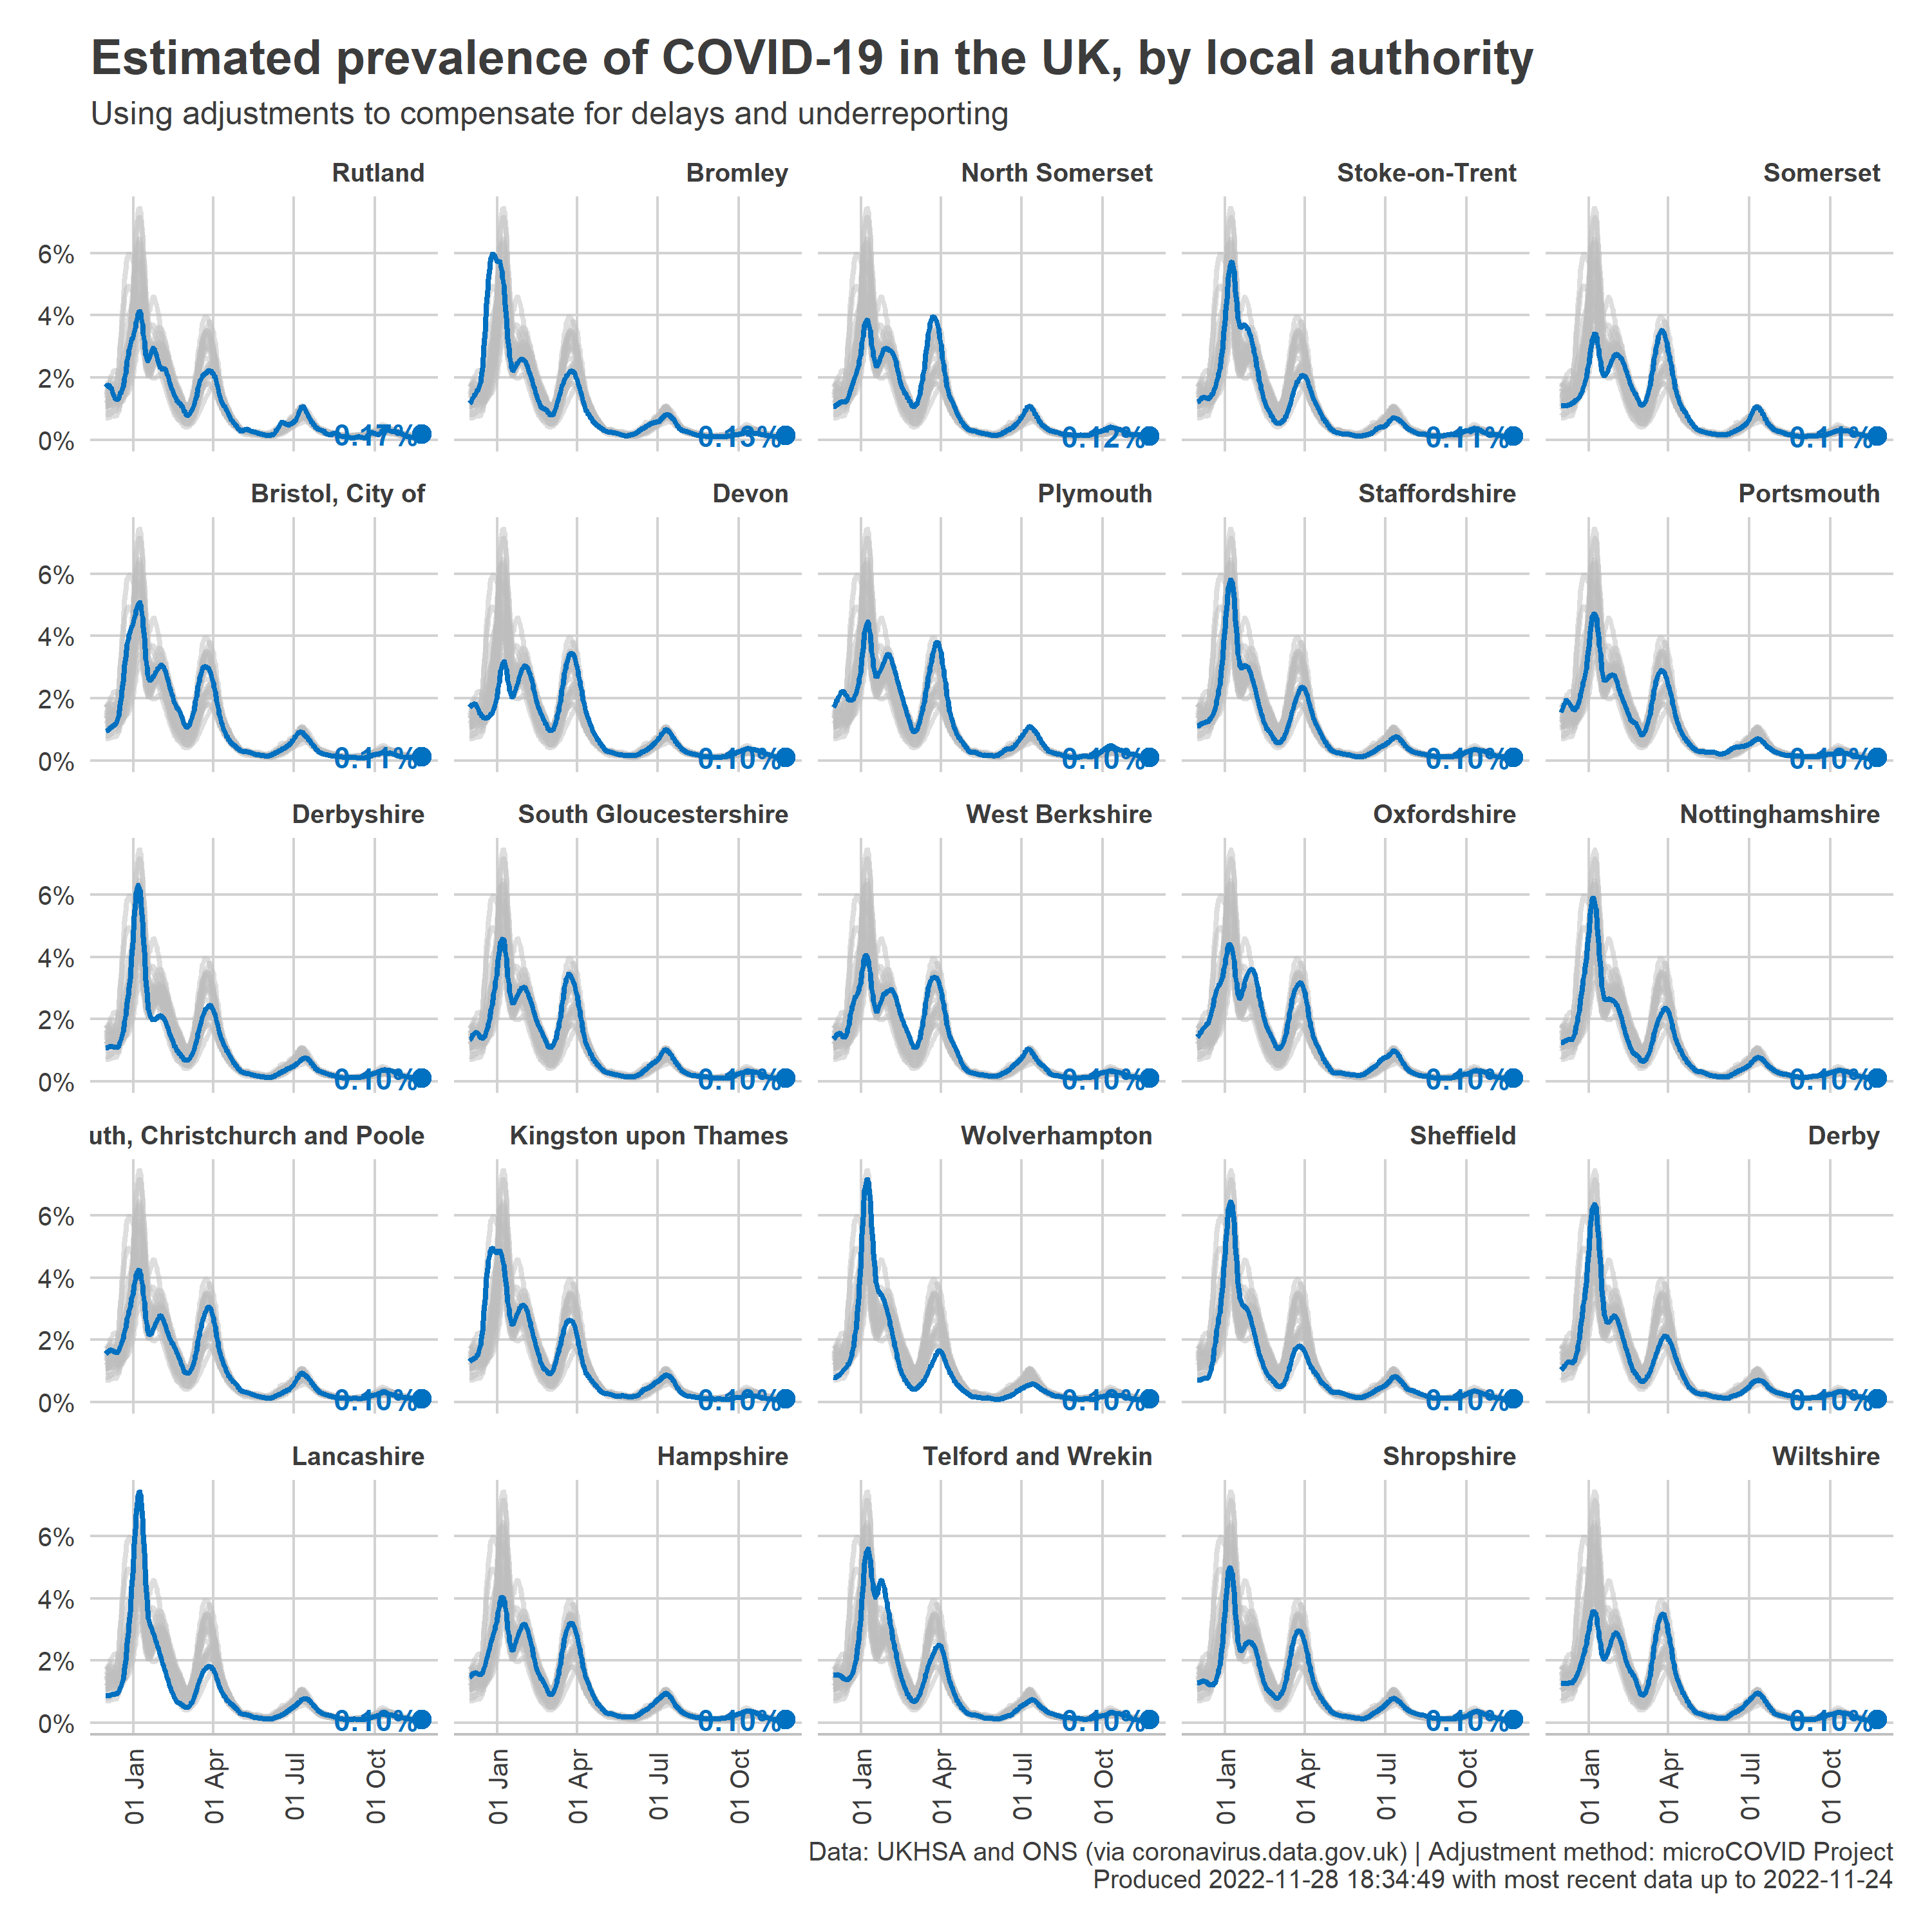 Estimated prevalence of COVID-19 in the UK, by local authority
Using adjustments to compensate for delays and underreporting
Rutland Bromley North Somerset Stoke-on-Trent Somerset
6%
4%
2%
0%
0.17% 0.13% 0.12% 0.11% 0.11%
Bristol, City of Devon Plymouth Staffordshire Portsmouth
6%
4%
2%
0%
0.11% 0.10% 0.10% 0.10% 0.10%
Derbyshire South Gloucestershire West Berkshire Oxfordshire Nottinghamshire
6%
4%
2%
0%
0.10% 0.10% 0.10% 0.10% 0.10%
uth, Christchurch and Poole Kingston upon Thames Wolverhampton Sheffield Derby
6%
4%
2%
0%
0.10% 0.10% 0.10% 0.10% 0.10%
Lancashire Hampshire Telford and Wrekin Shropshire Wiltshire
6%
4%
2%
0%
0.10% 0.10% 0.10% 0.10% 0.10%
01 Jan 01 Apr 01 Jul 01 Oct 01 Jan 01 Apr 01 Jul 01 Oct 01 Jan 01 Apr 01 Jul 01 Oct 01 Jan 01 Apr 01 Jul 01 Oct 01 Jan 01 Apr 01 Jul 01 Oct
Data: UKHSA and ONS (via coronavirus.data.gov.uk) | Adjustment method: microCOVID Project
Produced 2022-11-28 18:34:49 with most recent data up to 2022-11-24